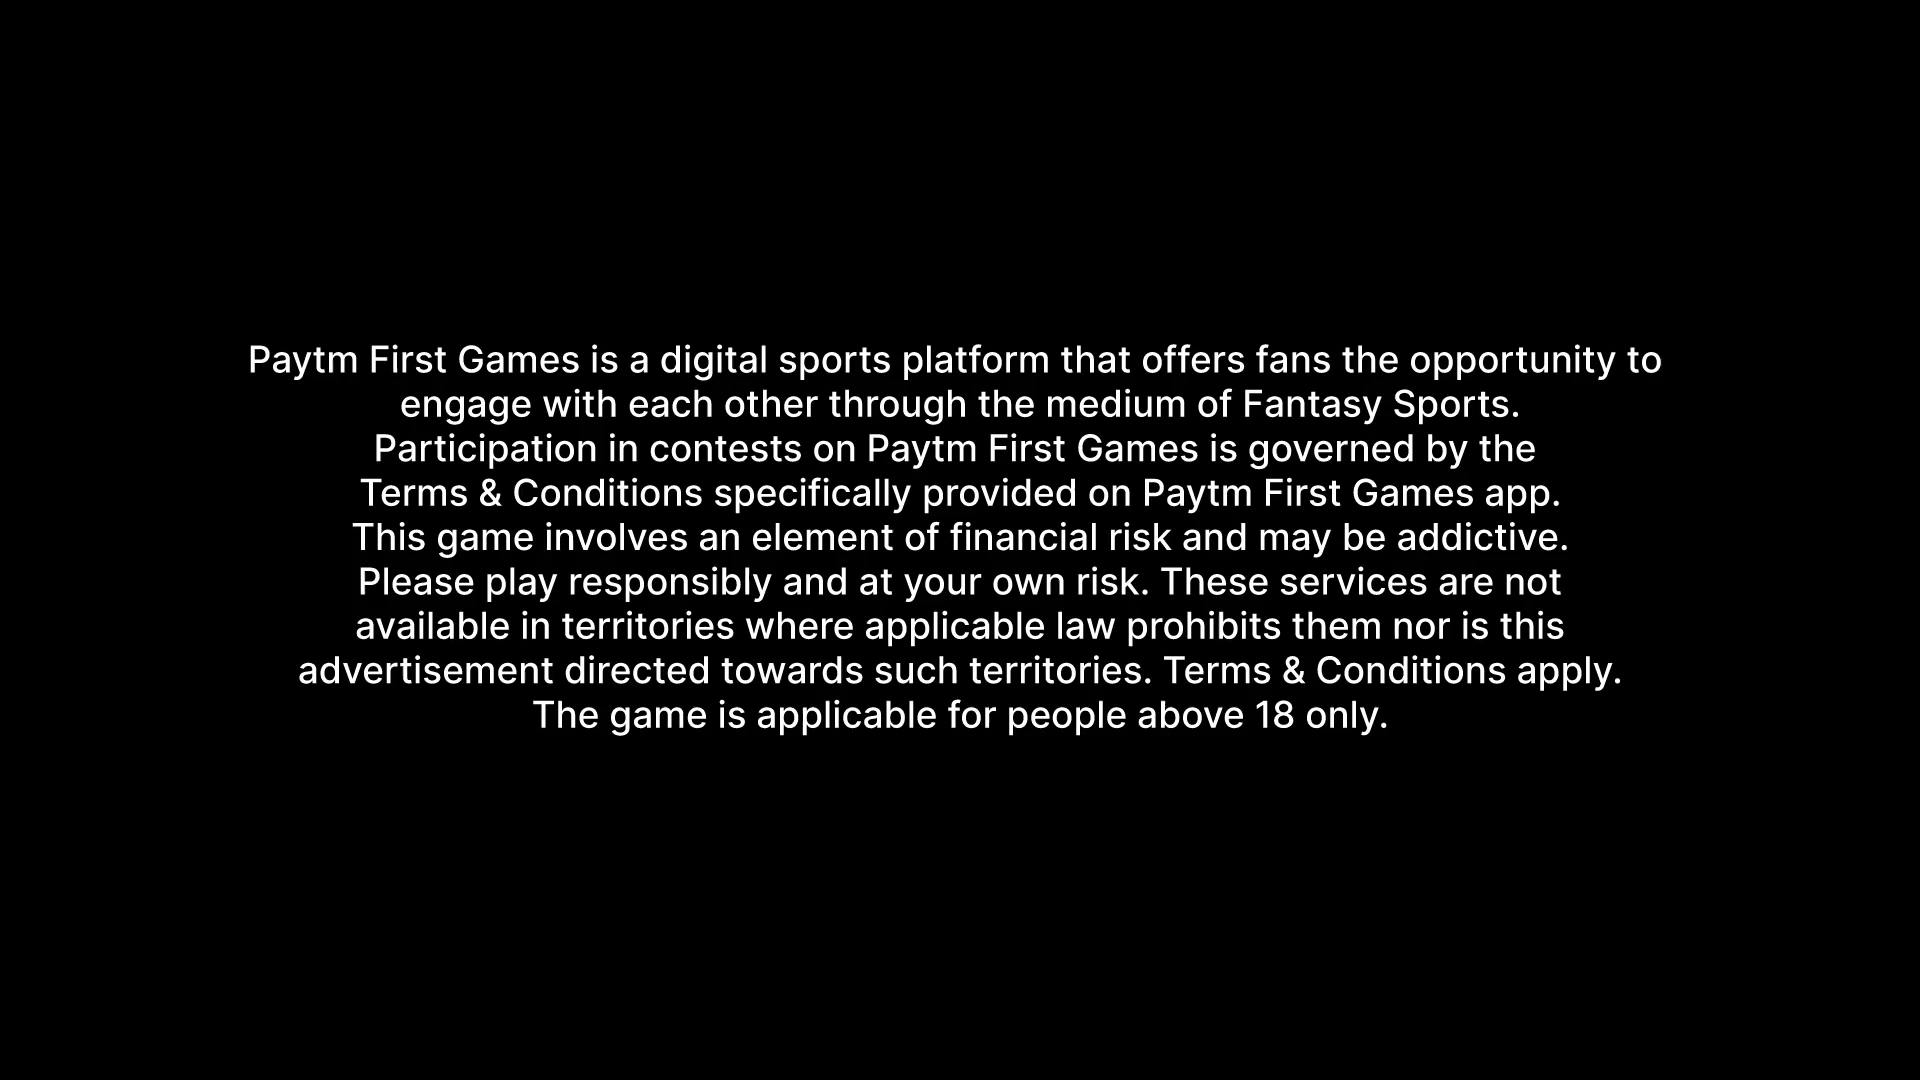 Paytm First Games is a digital sports platform that offers fans the opportunity to
engage with each other through the medium of Fantasy Sports.
Participation in contests on Paytm First Games is governed by the
Terms & Conditions specifically provided on Paytm First Games app.
This game involves an element of financial risk and may be addictive.
Please play responsibly and at your own risk. These services are not
available in territories where applicable law prohibits them nor is this
advertisement directed towards such territories. Terms & Conditions apply.
The game is applicable for people above 18 only.